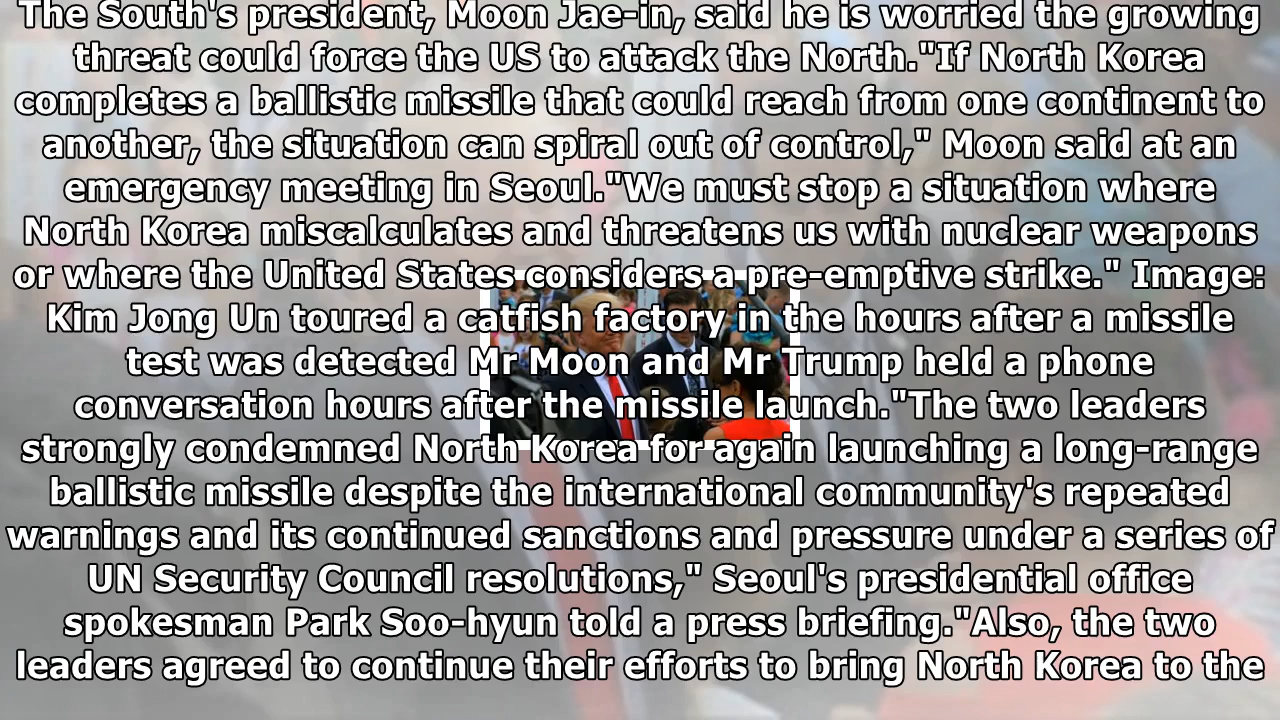 The South's president, Moon Jae-in, said he is worried the growing
threat could force the US to attack the North."If North Korea
completes a ballistic missile that could reach from one continent to
another, the situation can spiral out of control," Moon said at an
emergency meeting in Seoul."We must stop a situation where
North Korea miscalculates and threatens us with nuclear weapons
or where the United States considers a pre-emptive strike." Image:
Kim Jong Un toured a catfish factory in the hours after a missile
test was detected Mr Moon and Mr Trump held a phone
conversation hours after the missile launch."The two leaders
strongly condemned North Korea for again launching a long-range
ballistic missile despite the international community's repeated
warnings and its continued sanctions and pressure under a series of
UN Security Council resolutions," Seoul's presidential office
spokesman Park Soo-hyun told a press briefing."Also, the two
leaders agreed to continue their efforts to bring North Korea to the